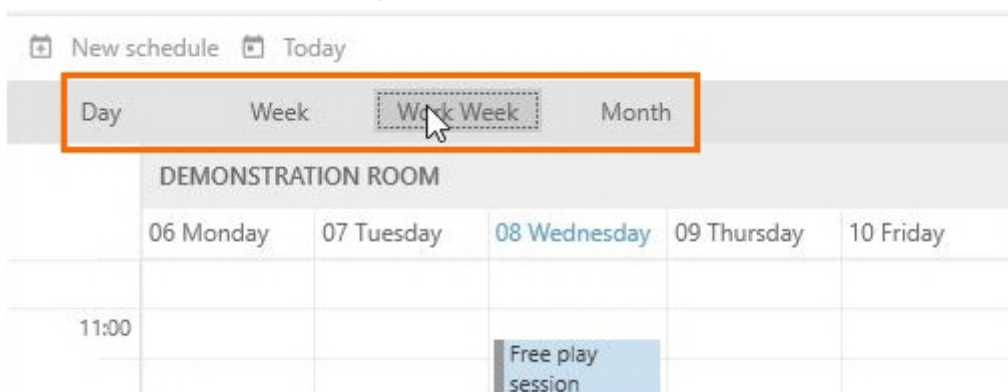 New schedule Today
Day Week Work Week Month
DEMONSTRATION ROOM
06 Monday 07 Tuesday 08 Wednesday 09 Thursday 10 Friday
11:00
Free play
session